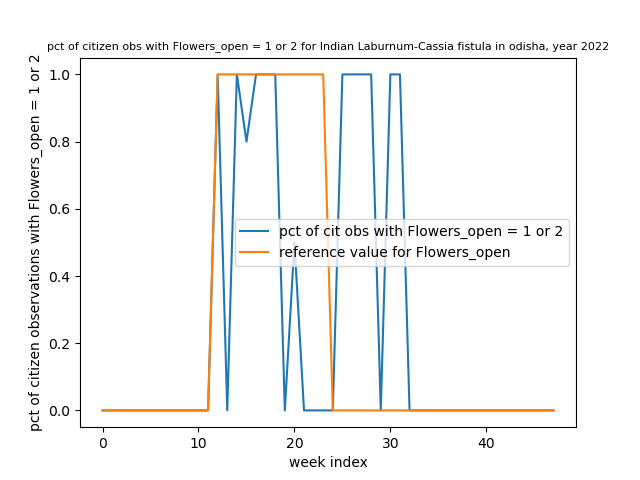 pct of citizen obs with Flowers_open = 1 or 2 for Indian Laburnum-Cassia fistula in odisha, year 2022
pct of citizen observations with Flowers_open = 1 or 2
1.0
0.8
0.6
0.4
0.2
0.0
pct of cit obs with Flowers_open = 1 or 2
reference value for Flowers_open
0 10 20 30 40
week index